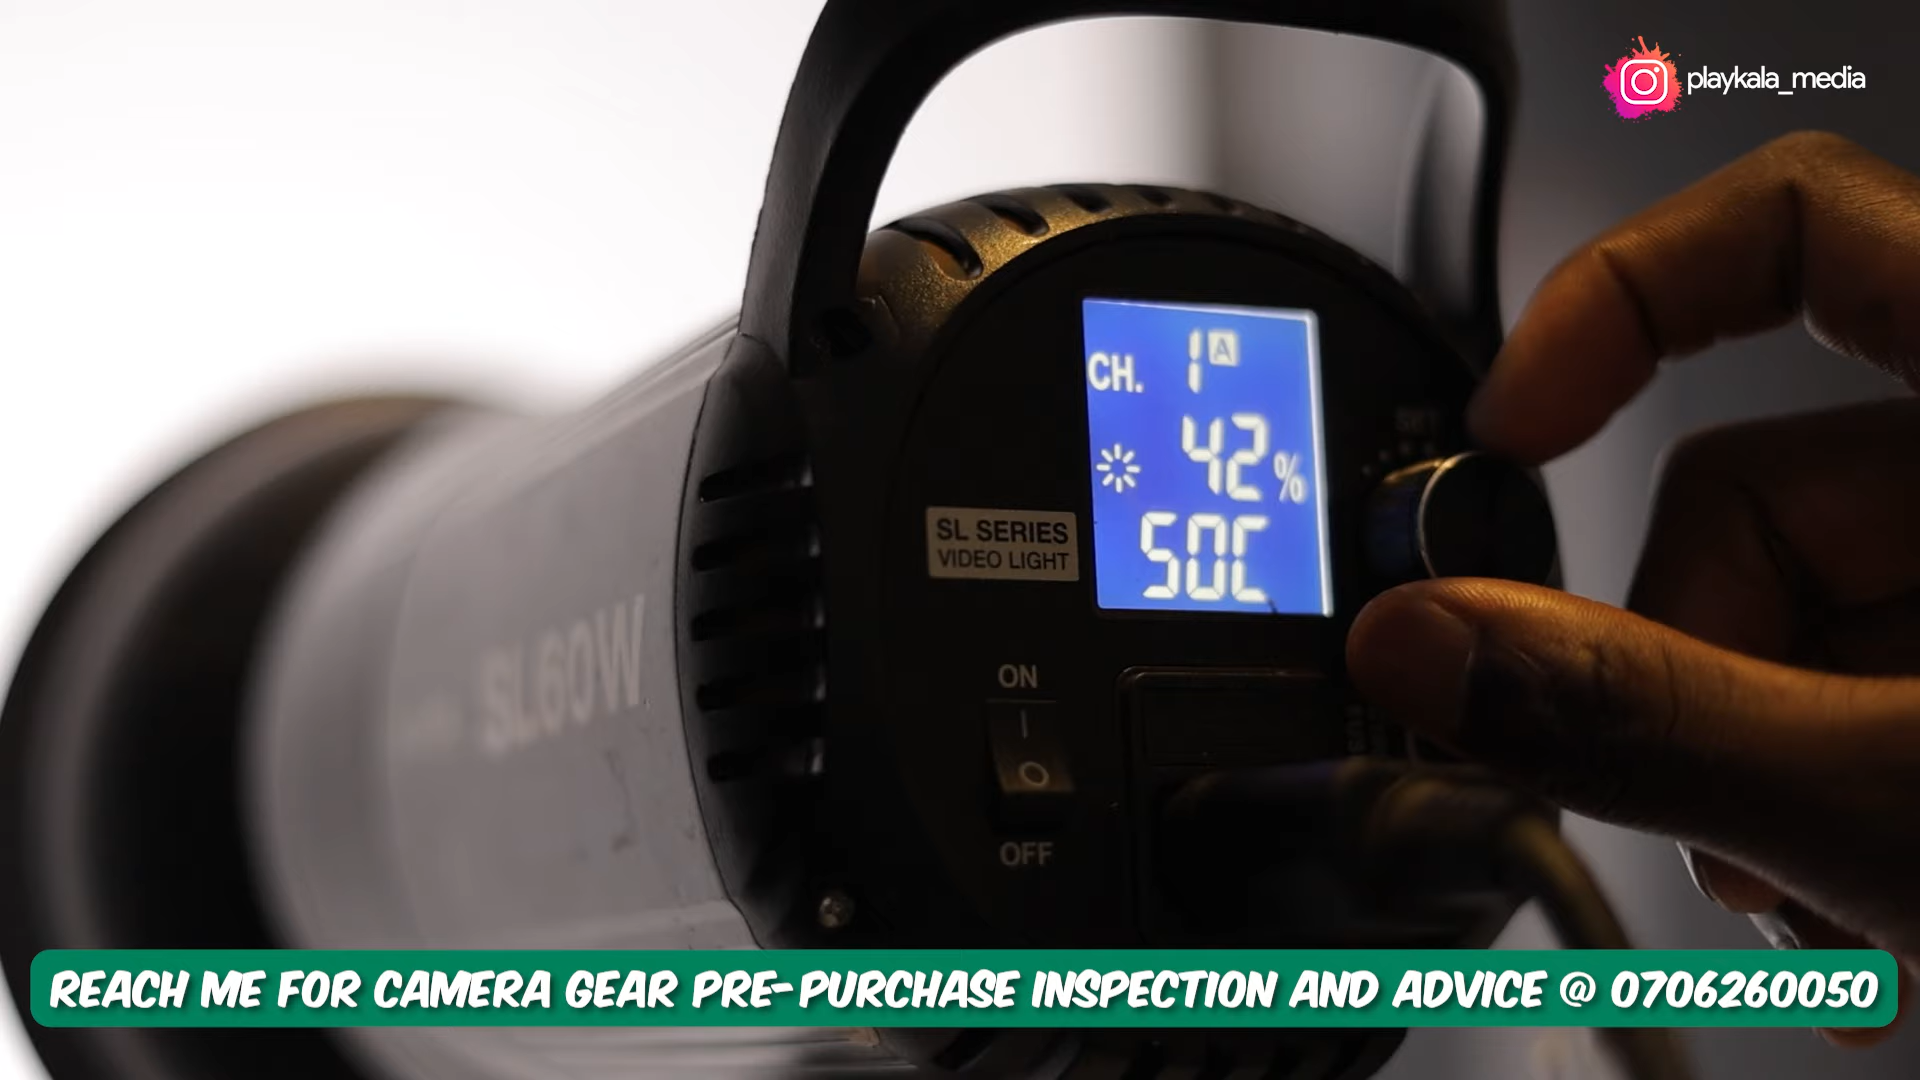 playkala_media
CH. 1 A
42%
50C
SET
SL SERIES
VIDEO LIGHT
SL60W
ON
OFF
REACH ME FOR CAMERA GEAR PRE-PURCHASE INSPECTION AND ADVICE @ 0706260050